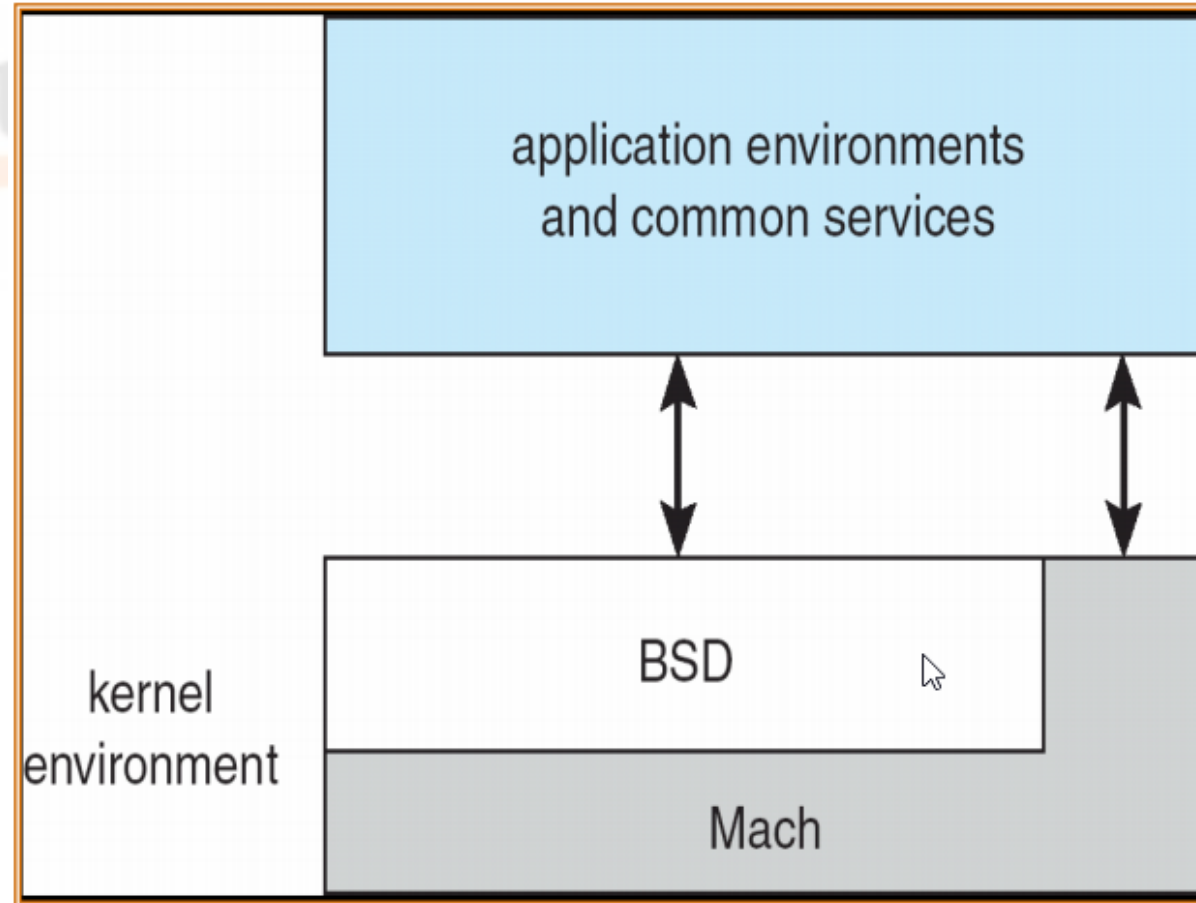 application environments
and common services
BSD
kernel
environment
Mach